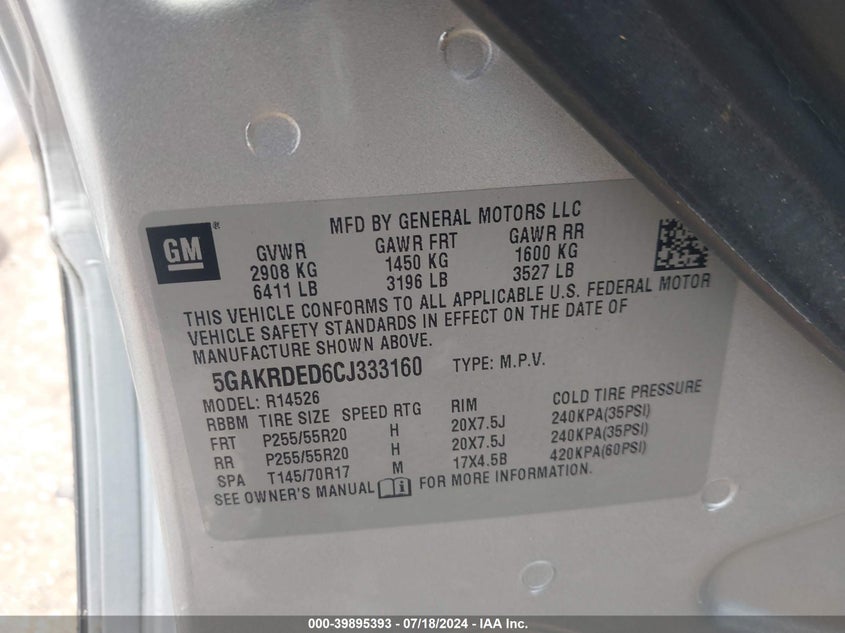 MFD BY GENERAL MOTORS LLC
GM®
GVWR GAWR FRT GAWR RR
2908 KG 1450 KG 1600 KG
6411 LB 3196 LB 3527 LB
THIS VEHICLE CONFORMS TO ALL APPLICABLE U.S. FEDERAL MOTOR
VEHICLE SAFETY STANDARDS IN EFFECT ON THE DATE OF
MANUFACTURE SHOWN ABOVE.
5GAKRDED6CJ333160 TYPE: M.P.V.
MODEL: R14526
RBBM TIRE SIZE SPEED RTG RIM COLD TIRE PRESSURE
FRT P255/55R20 H 20X7.5J 240KPA(35PSI)
RR P255/55R20 H 20X7.5J 240KPA(35PSI)
SPA T145/70R17 M 17X4.5B 420KPA(60PSI)
SEE OWNER'S MANUAL i FOR MORE INFORMATION.
000-39895393 - 07/18/2024 - IAA Inc.